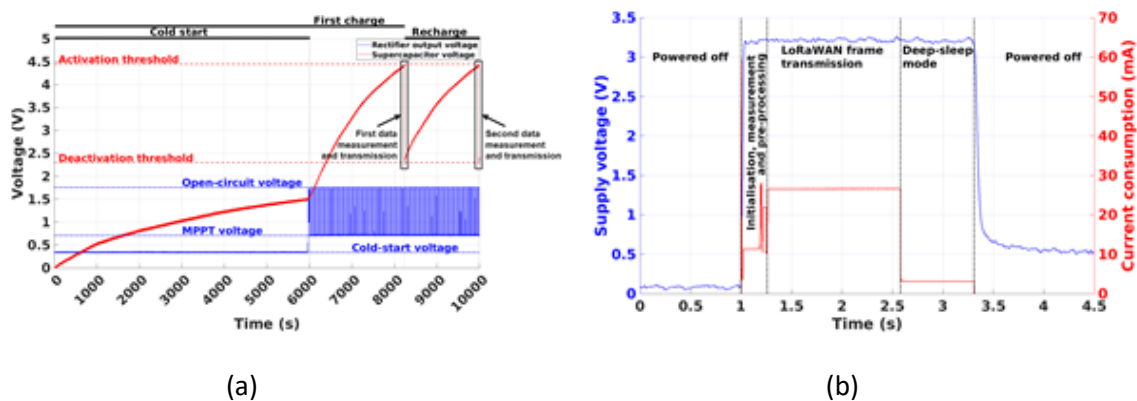 First charge
Cold start
Recharge
Rectifier output voltage
Supercapacitor voltage
Activation threshold
First data
measurement
and transmission
Second data
measurement
and transmission
Deactivation threshold
Open-circuit voltage
MPPT voltage
Cold-start voltage
Voltage (V)
5
4.5
4
3.5
3
2.5
2
1.5
1
0.5
0
0
1000
2000
3000
4000
5000
6000
7000
8000
9000
10000
Time (s)
(a)
Supply voltage (V)
3.5
3
2.5
2
1.5
1
0.5
0
Powered off
Initialisation, measurement
and pre-processing
LoRaWAN frame
transmission
Deep-sleep
mode
Powered off
70
60
50
40
30
20
10
0
Current consumption (mA)
0
0.5
1
1.5
2
2.5
3
3.5
4
4.5
Time (s)
(b)